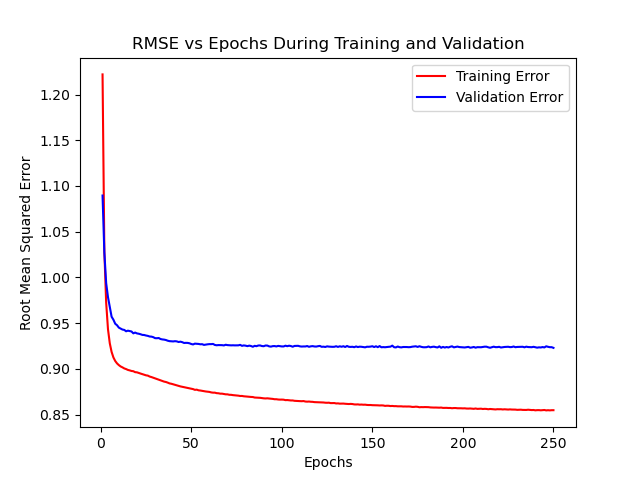 RMSE vs Epochs During Training and Validation
Training Error
Validation Error
1.20
1.15
1.10
1.05
1.00
0.95
0.90
0.85
Root Mean Squared Error
0
50
100
150
200
250
Epochs